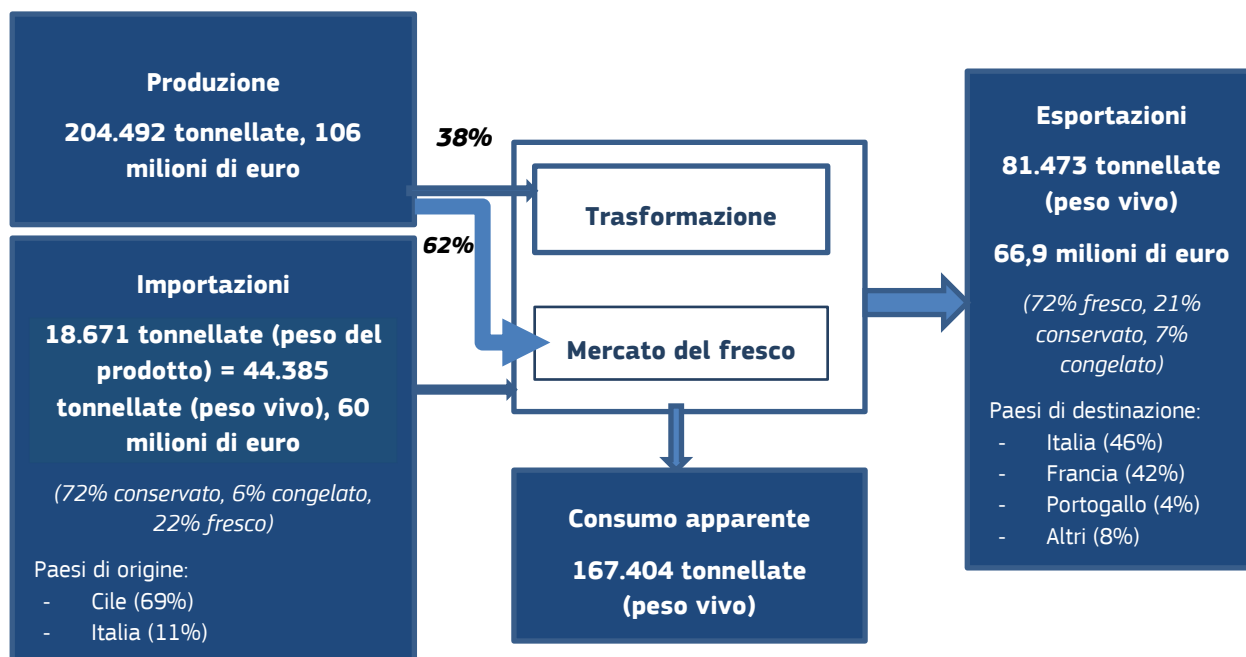 Produzione
204.492 tonnellate, 106
milioni di euro
Importazioni
18.671 tonnellate (peso del
prodotto) = 44.385
tonnellate (peso vivo), 60
milioni di euro
(72% conservato, 6% congelato,
22% fresco)
Paesi di origine:
- Cile (69%)
- Italia (11%)
38%
62%
Trasformazione
Mercato del fresco
Consumo apparente
167.404 tonnellate
(peso vivo)
Esportazioni
81.473 tonnellate
(peso vivo)
66,9 milioni di euro
(72% fresco, 21%
conservato, 7%
congelato)
Paesi di destinazione:
- Italia (46%)
- Francia (42%)
- Portogallo (4%)
- Altri (8%)